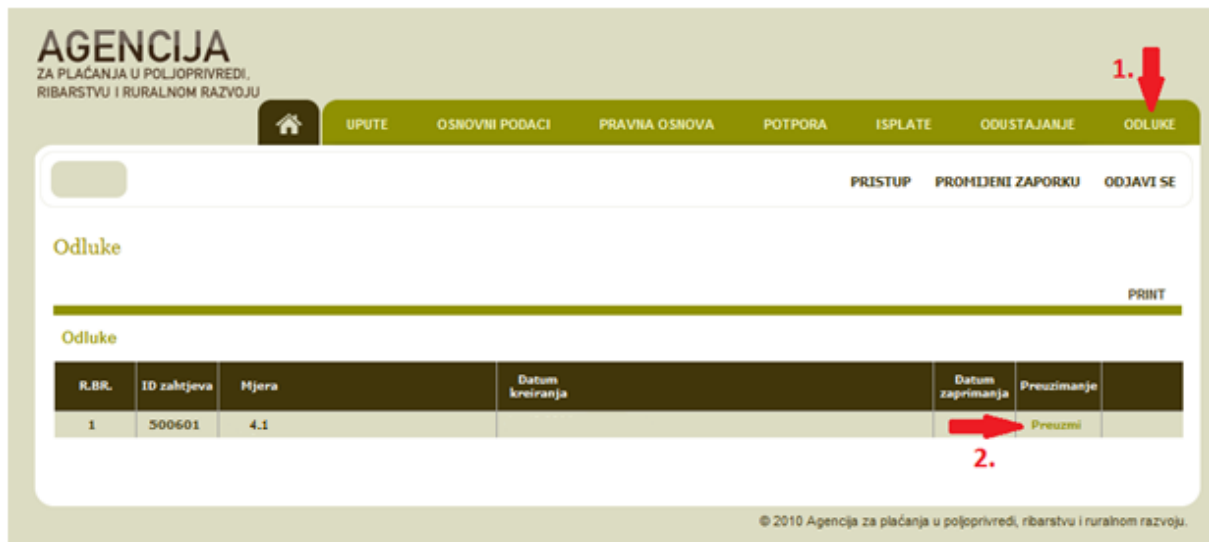 AGENCIJA
ZA PLAĆANJA U POLJOPRIVREDI,
RIBARSTVU I RURALNOM RAZVOJU
1.
UPUTE OSNOVNI PODACI PRAVNA OSNOVA POTPORA ISPLATE ODUSTAJANJE ODLUKE
PRISTUP PROMIJENI ZAPORKU ODJAVI SE
Odluke
PRINT
Odluke
R.BR. ID zahtjeva Mjera Datum kreiranja Datum zaprimanja Preuzimanje
1 500601 4.1 Preuzmi
2.
© 2010 Agencija za plaćanja u poljoprivredi, ribarstvu i ruralnom razvoju.